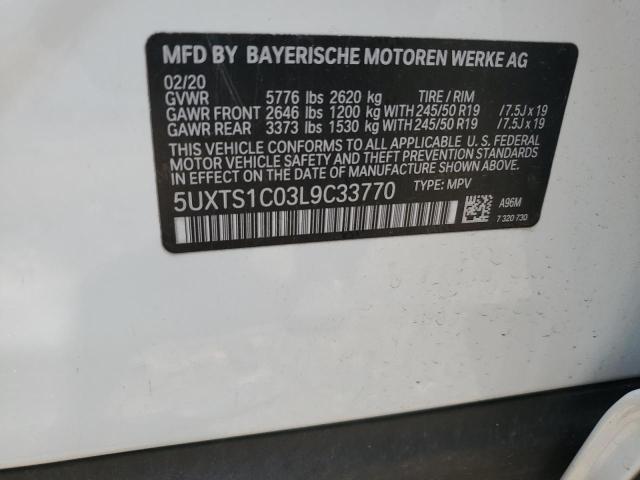 MFD BY BAYERISCHE MOTOREN WERKE AG
02/20
GVWR 5776 lbs 2620 kg TIRE / RIM
GAWR FRONT 2646 lbs 1200 kg WITH 245/50 R19 / 7.5J x 19
GAWR REAR 3373 lbs 1530 kg WITH 245/50 R19 / 7.5J x 19
THIS VEHICLE CONFORMS TO ALL APPLICABLE U. S. FEDERAL
MOTOR VEHICLE SAFETY AND THEFT PREVENTION STANDARDS
IN EFFECT ON THE DATE OF MANUFACTURE SHOWN ABOVE.
5UXTS1C03L9C33770 TYPE: MPV
A96M
7 320 730